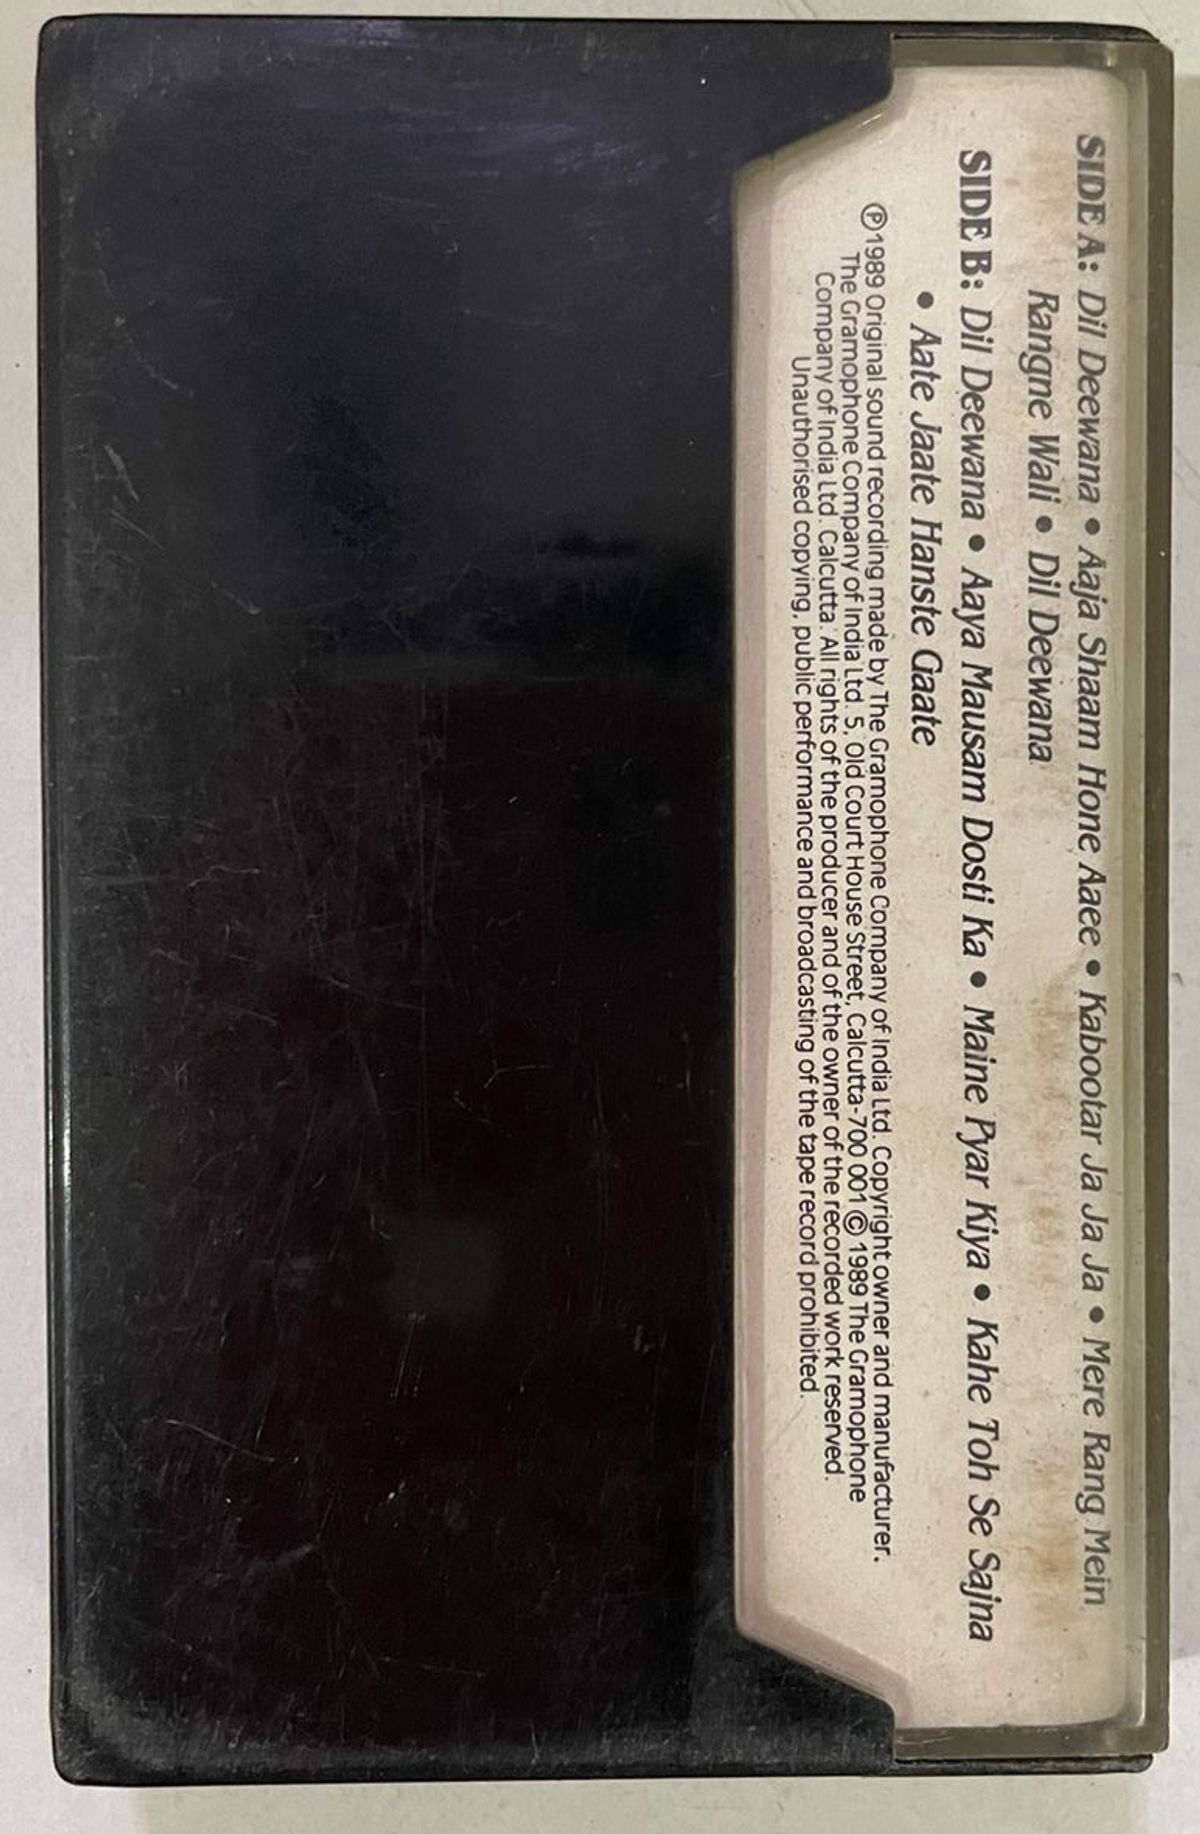 SIDE A: Dil Deewana • Aaja Shaam Hone Aaee • Kabootar Ja Ja Ja • Mere Rang Mein
Rangne Wali • Dil Deewana
SIDE B: Dil Deewana • Aaya Mausam Dosti Ka • Maine Pyar Kiya • Kahe Toh Se Sajna
• Aate Jaate Hanste Gaate
℗1989 Original sound recording made by The Gramophone Company of India Ltd. Copyright owner and manufacturer.
The Gramophone Company of India Ltd. 5, Old Court House Street, Calcutta-700 001 © 1989 The Gramophone
Company of India Ltd. Calcutta. All rights of the producer and of the owner of the recorded work reserved.
Unauthorised copying, public performance and broadcasting of the tape record prohibited.